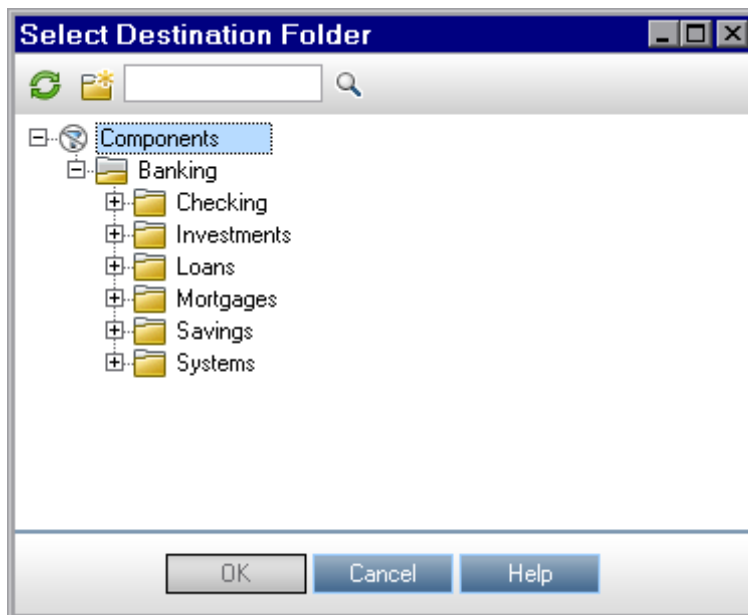 Select Destination Folder
Components
Banking
Checking
Investments
Loans
Mortgages
Savings
Systems
OK Cancel Help